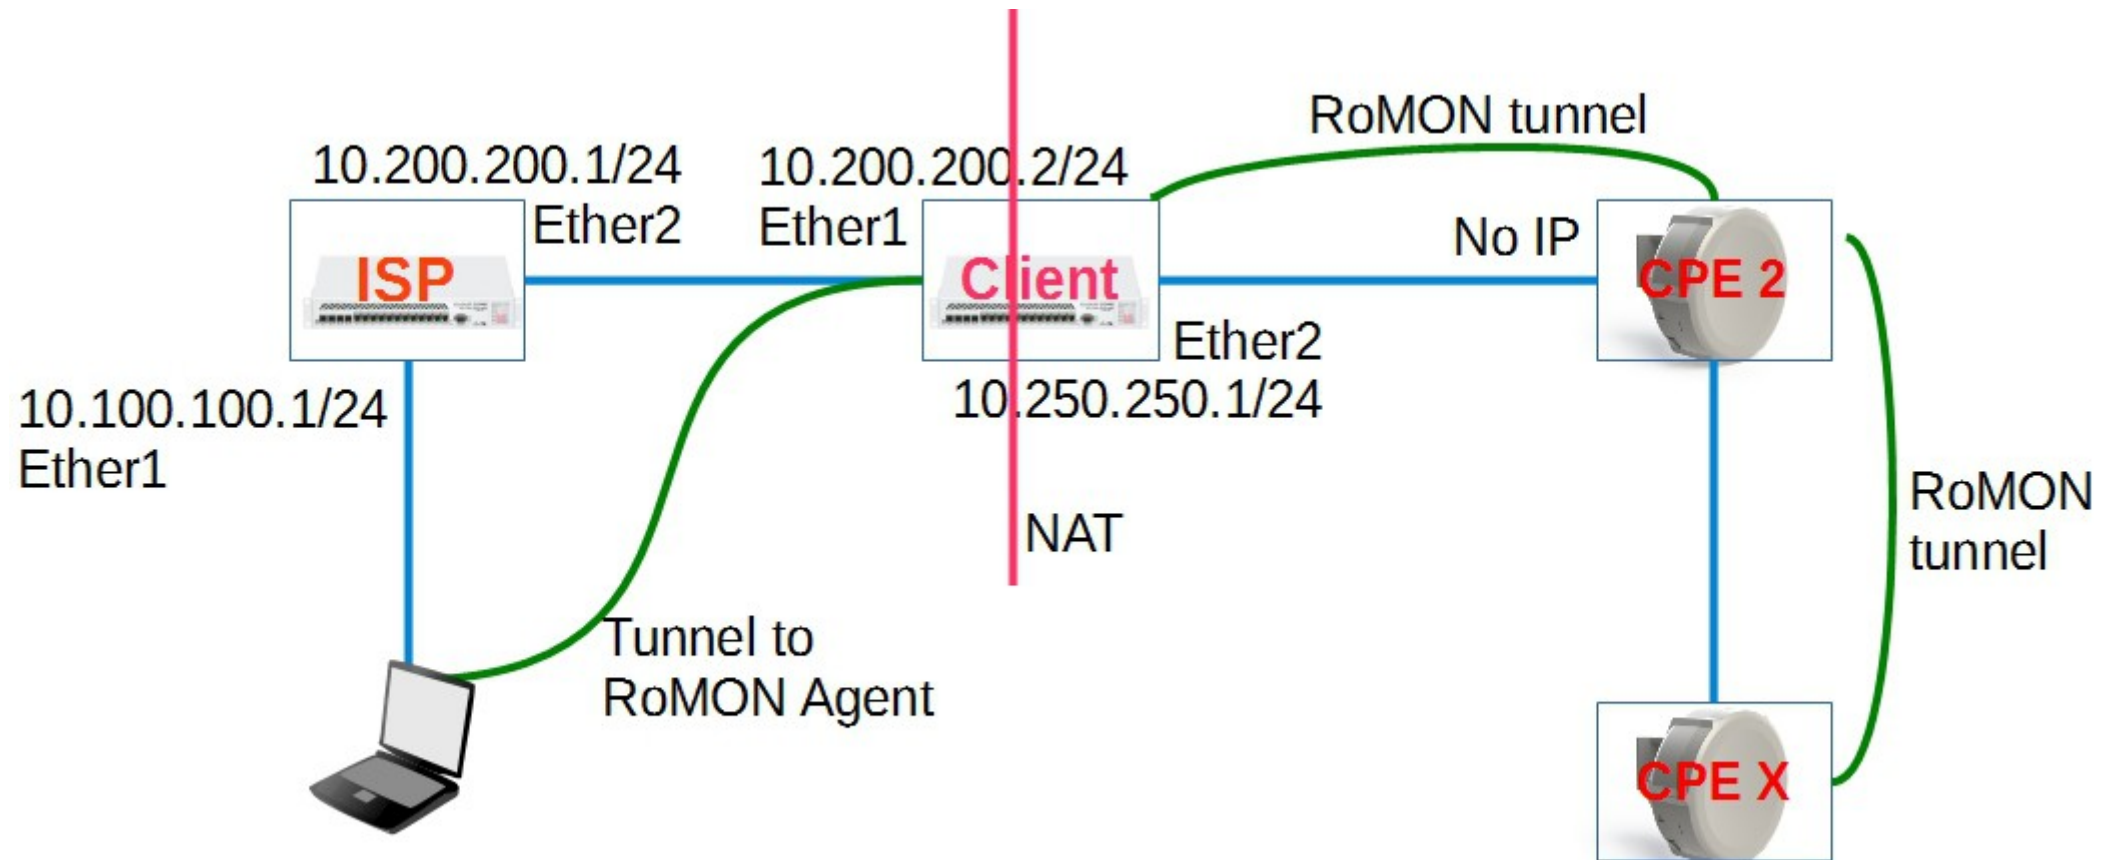 RoMON tunnel
10.200.200.1/24
Ether2
10.200.200.2/24
Ether1
No IP
ISP
Client
CPE 2
Ether2
10.250.250.1/24
10.100.100.1/24
Ether1
NAT
RoMON
tunnel
Tunnel to
RoMON Agent
CPE X